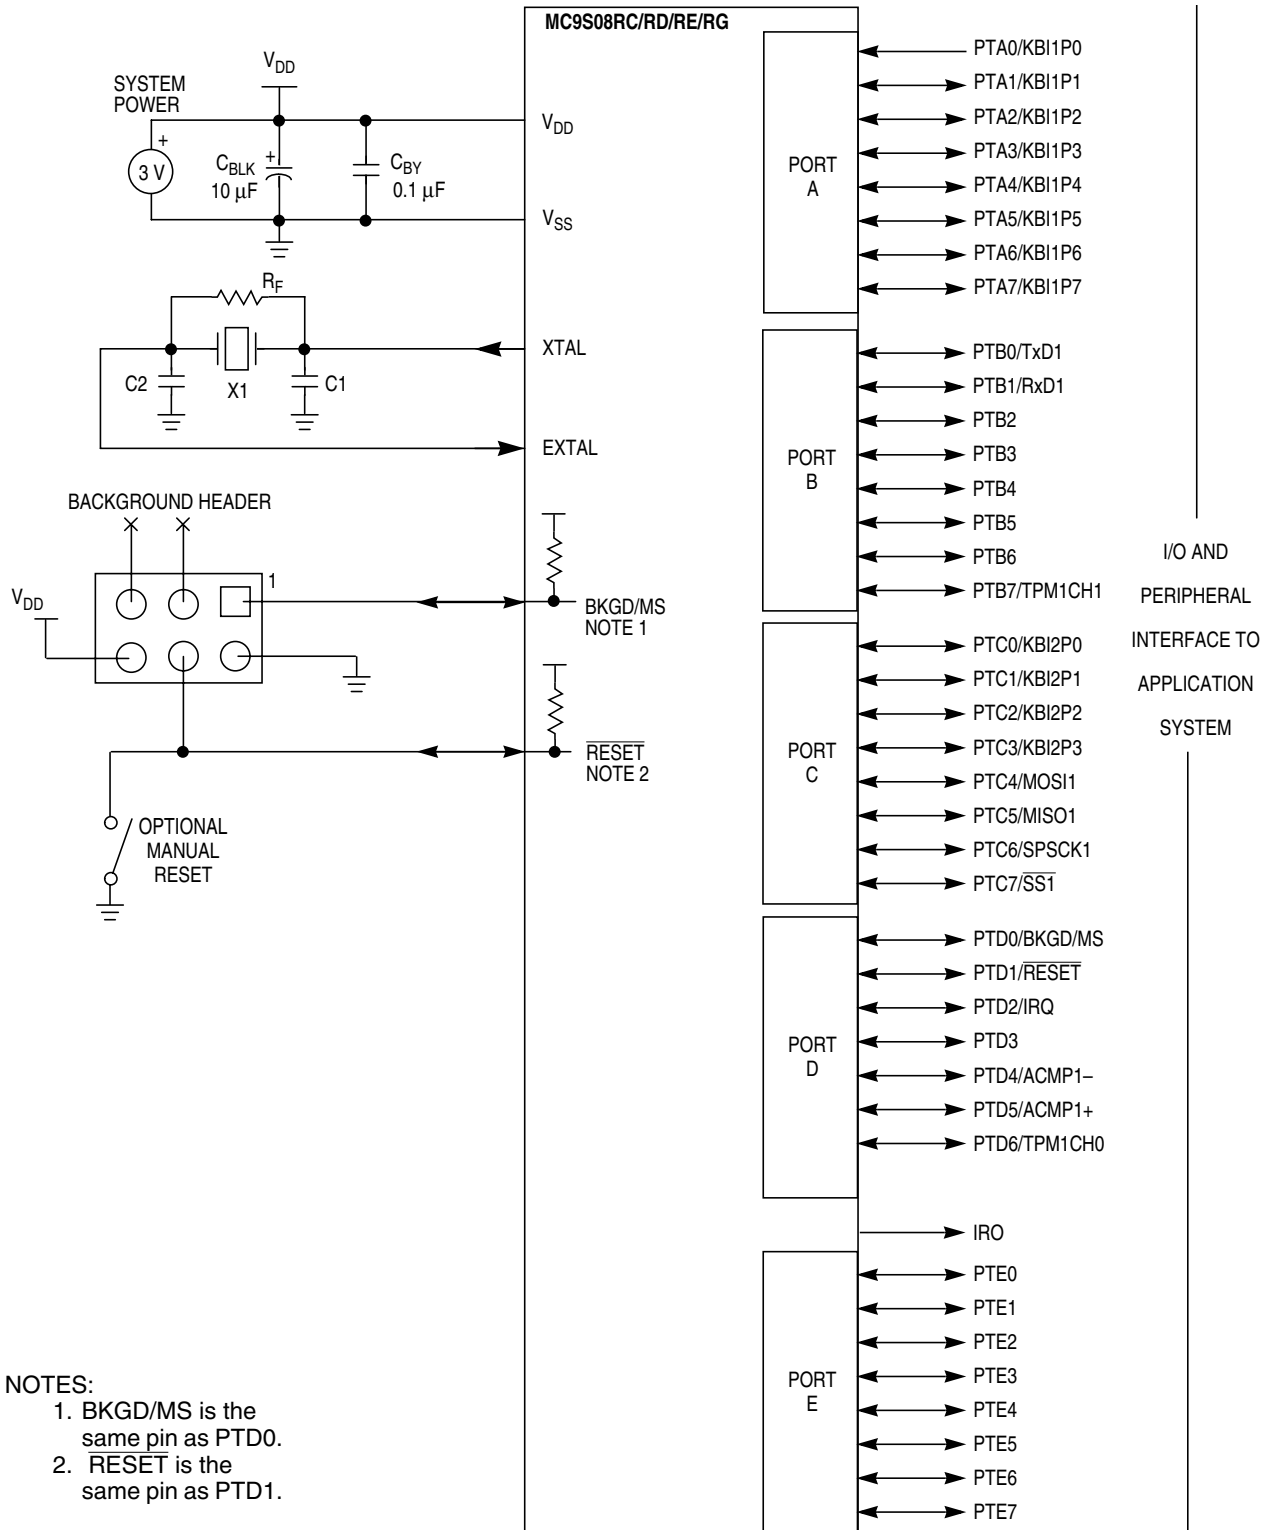 MC9S08RC/RD/RE/RG
SYSTEM
POWER
VDD
+
3 V
CBLK
10 µF
+
CBY
0.1 µF
VDD
VSS
RF
C2
X1
C1
XTAL
EXTAL
BACKGROUND HEADER
1
VDD
BKGD/MS
NOTE 1
RESET
NOTE 2
OPTIONAL
MANUAL
RESET
PORT
A
PTA0/KBI1P0
PTA1/KBI1P1
PTA2/KBI1P2
PTA3/KBI1P3
PTA4/KBI1P4
PTA5/KBI1P5
PTA6/KBI1P6
PTA7/KBI1P7
PORT
B
PTB0/TxD1
PTB1/RxD1
PTB2
PTB3
PTB4
PTB5
PTB6
PTB7/TPM1CH1
PORT
C
PTC0/KBI2P0
PTC1/KBI2P1
PTC2/KBI2P2
PTC3/KBI2P3
PTC4/MOSI1
PTC5/MISO1
PTC6/SPSCK1
PTC7/SS1
PORT
D
PTD0/BKGD/MS
PTD1/RESET
PTD2/IRQ
PTD3
PTD4/ACMP1–
PTD5/ACMP1+
PTD6/TPM1CH0
IRO
PORT
E
PTE0
PTE1
PTE2
PTE3
PTE4
PTE5
PTE6
PTE7
I/O AND
PERIPHERAL
INTERFACE TO
APPLICATION
SYSTEM
NOTES:
1. BKGD/MS is the
same pin as PTD0.
2. RESET is the
same pin as PTD1.